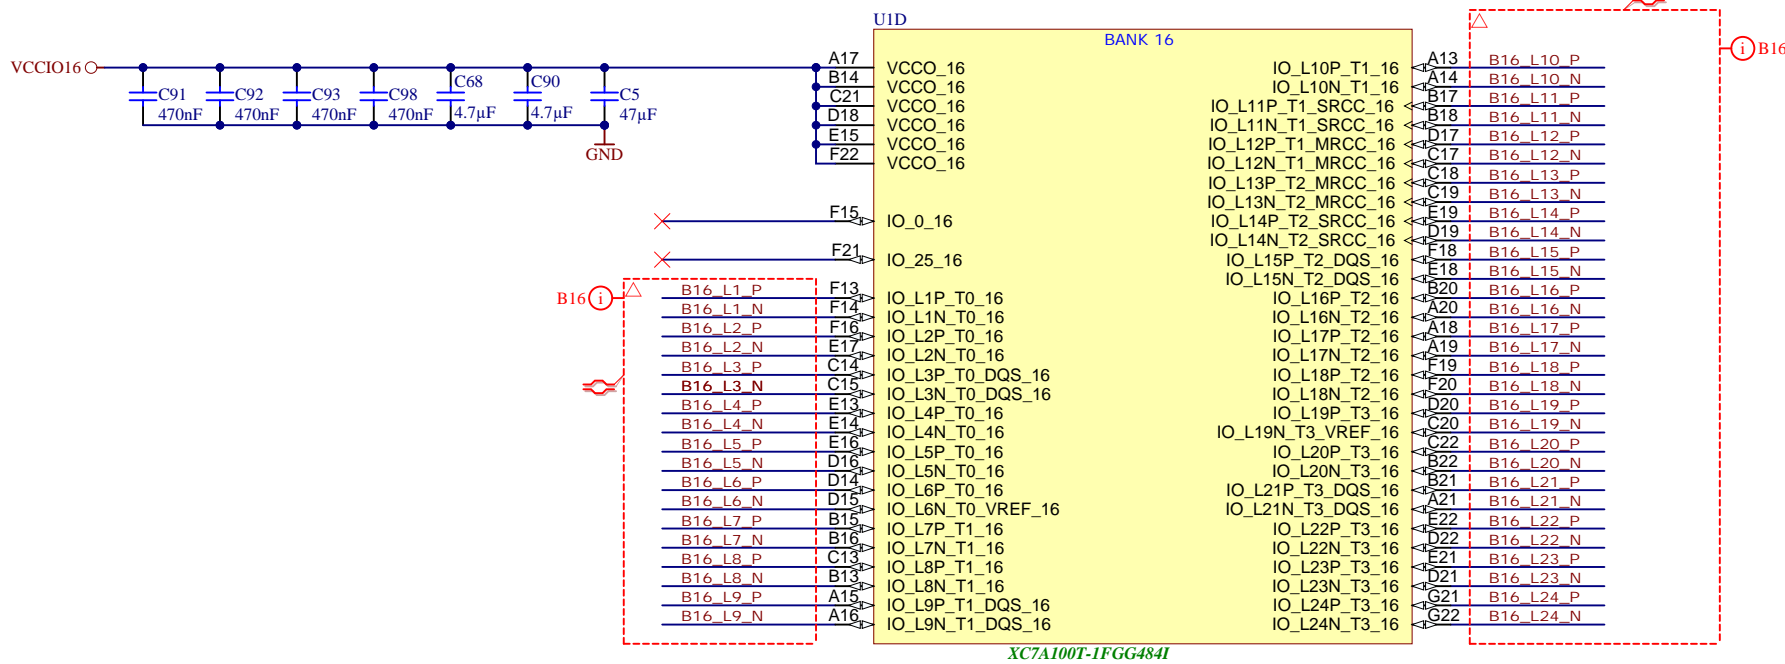 U1D
BANK 16
VCCIO16
C91
470nF
C92
470nF
C93
470nF
C98
470nF
C68
4.7µF
C90
4.7µF
C5
47µF
GND
A17 VCCO_16
B14 VCCO_16
C21 VCCO_16
D18 VCCO_16
E15 VCCO_16
F22 VCCO_16
F15 IO_0_16
F21 IO_25_16
B16 i
B16_L1_P F13 IO_L1P_T0_16
B16_L1_N F14 IO_L1N_T0_16
B16_L2_P F16 IO_L2P_T0_16
B16_L2_N E17 IO_L2N_T0_16
B16_L3_P C14 IO_L3P_T0_DQS_16
B16_L3_N C15 IO_L3N_T0_DQS_16
B16_L4_P E13 IO_L4P_T0_16
B16_L4_N E14 IO_L4N_T0_16
B16_L5_P E16 IO_L5P_T0_16
B16_L5_N D16 IO_L5N_T0_16
B16_L6_P D14 IO_L6P_T0_16
B16_L6_N D15 IO_L6N_T0_VREF_16
B16_L7_P B15 IO_L7P_T1_16
B16_L7_N B16 IO_L7N_T1_16
B16_L8_P C13 IO_L8P_T1_16
B16_L8_N B13 IO_L8N_T1_16
B16_L9_P A15 IO_L9P_T1_DQS_16
B16_L9_N A16 IO_L9N_T1_DQS_16
IO_L10P_T1_16 A13 B16_L10_P
IO_L10N_T1_16 A14 B16_L10_N
IO_L11P_T1_SRCC_16 B17 B16_L11_P
IO_L11N_T1_SRCC_16 B18 B16_L11_N
IO_L12P_T1_MRCC_16 D17 B16_L12_P
IO_L12N_T1_MRCC_16 C17 B16_L12_N
IO_L13P_T2_MRCC_16 C18 B16_L13_P
IO_L13N_T2_MRCC_16 C19 B16_L13_N
IO_L14P_T2_SRCC_16 E19 B16_L14_P
IO_L14N_T2_SRCC_16 D19 B16_L14_N
IO_L15P_T2_DQS_16 F18 B16_L15_P
IO_L15N_T2_DQS_16 E18 B16_L15_N
IO_L16P_T2_16 B20 B16_L16_P
IO_L16N_T2_16 A20 B16_L16_N
IO_L17P_T2_16 A18 B16_L17_P
IO_L17N_T2_16 A19 B16_L17_N
IO_L18P_T2_16 F19 B16_L18_P
IO_L18N_T2_16 F20 B16_L18_N
IO_L19P_T3_16 D20 B16_L19_P
IO_L19N_T3_VREF_16 C20 B16_L19_N
IO_L20P_T3_16 C22 B16_L20_P
IO_L20N_T3_16 B22 B16_L20_N
IO_L21P_T3_DQS_16 B21 B16_L21_P
IO_L21N_T3_DQS_16 A21 B16_L21_N
IO_L22P_T3_16 E22 B16_L22_P
IO_L22N_T3_16 D22 B16_L22_N
IO_L23P_T3_16 E21 B16_L23_P
IO_L23N_T3_16 D21 B16_L23_N
IO_L24P_T3_16 G21 B16_L24_P
IO_L24N_T3_16 G22 B16_L24_N
i B16
XC7A100T-1FGG484I